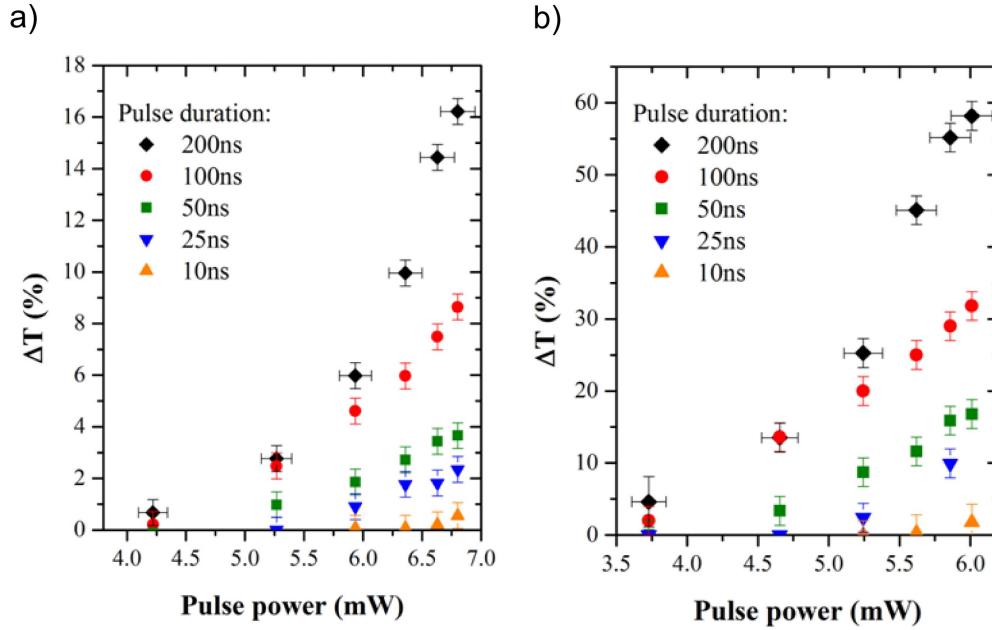 a)
18
16
14
12
10
8
6
4
2
0
ΔT (%)
Pulse duration:
200ns
100ns
50ns
25ns
10ns
4.0 4.5 5.0 5.5 6.0 6.5 7.0
Pulse power (mW)
b)
60
50
40
30
20
10
0
ΔT (%)
Pulse duration:
200ns
100ns
50ns
25ns
10ns
3.5 4.0 4.5 5.0 5.5 6.0
Pulse power (mW)